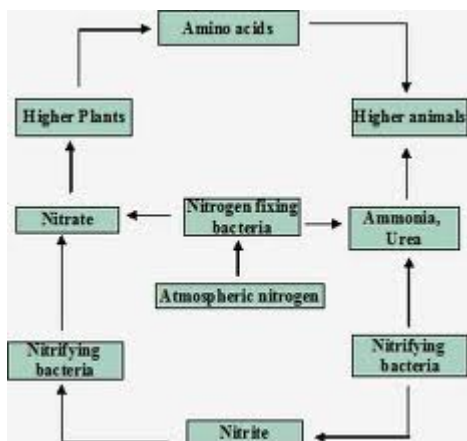 Amino acids
Higher Plants
Higher animals
Nitrate
Nitrogen fixing
bacteria
Ammonia,
Urea
Atmospheric nitrogen
Nitrifying
bacteria
Nitrifying
bacteria
Nitrite